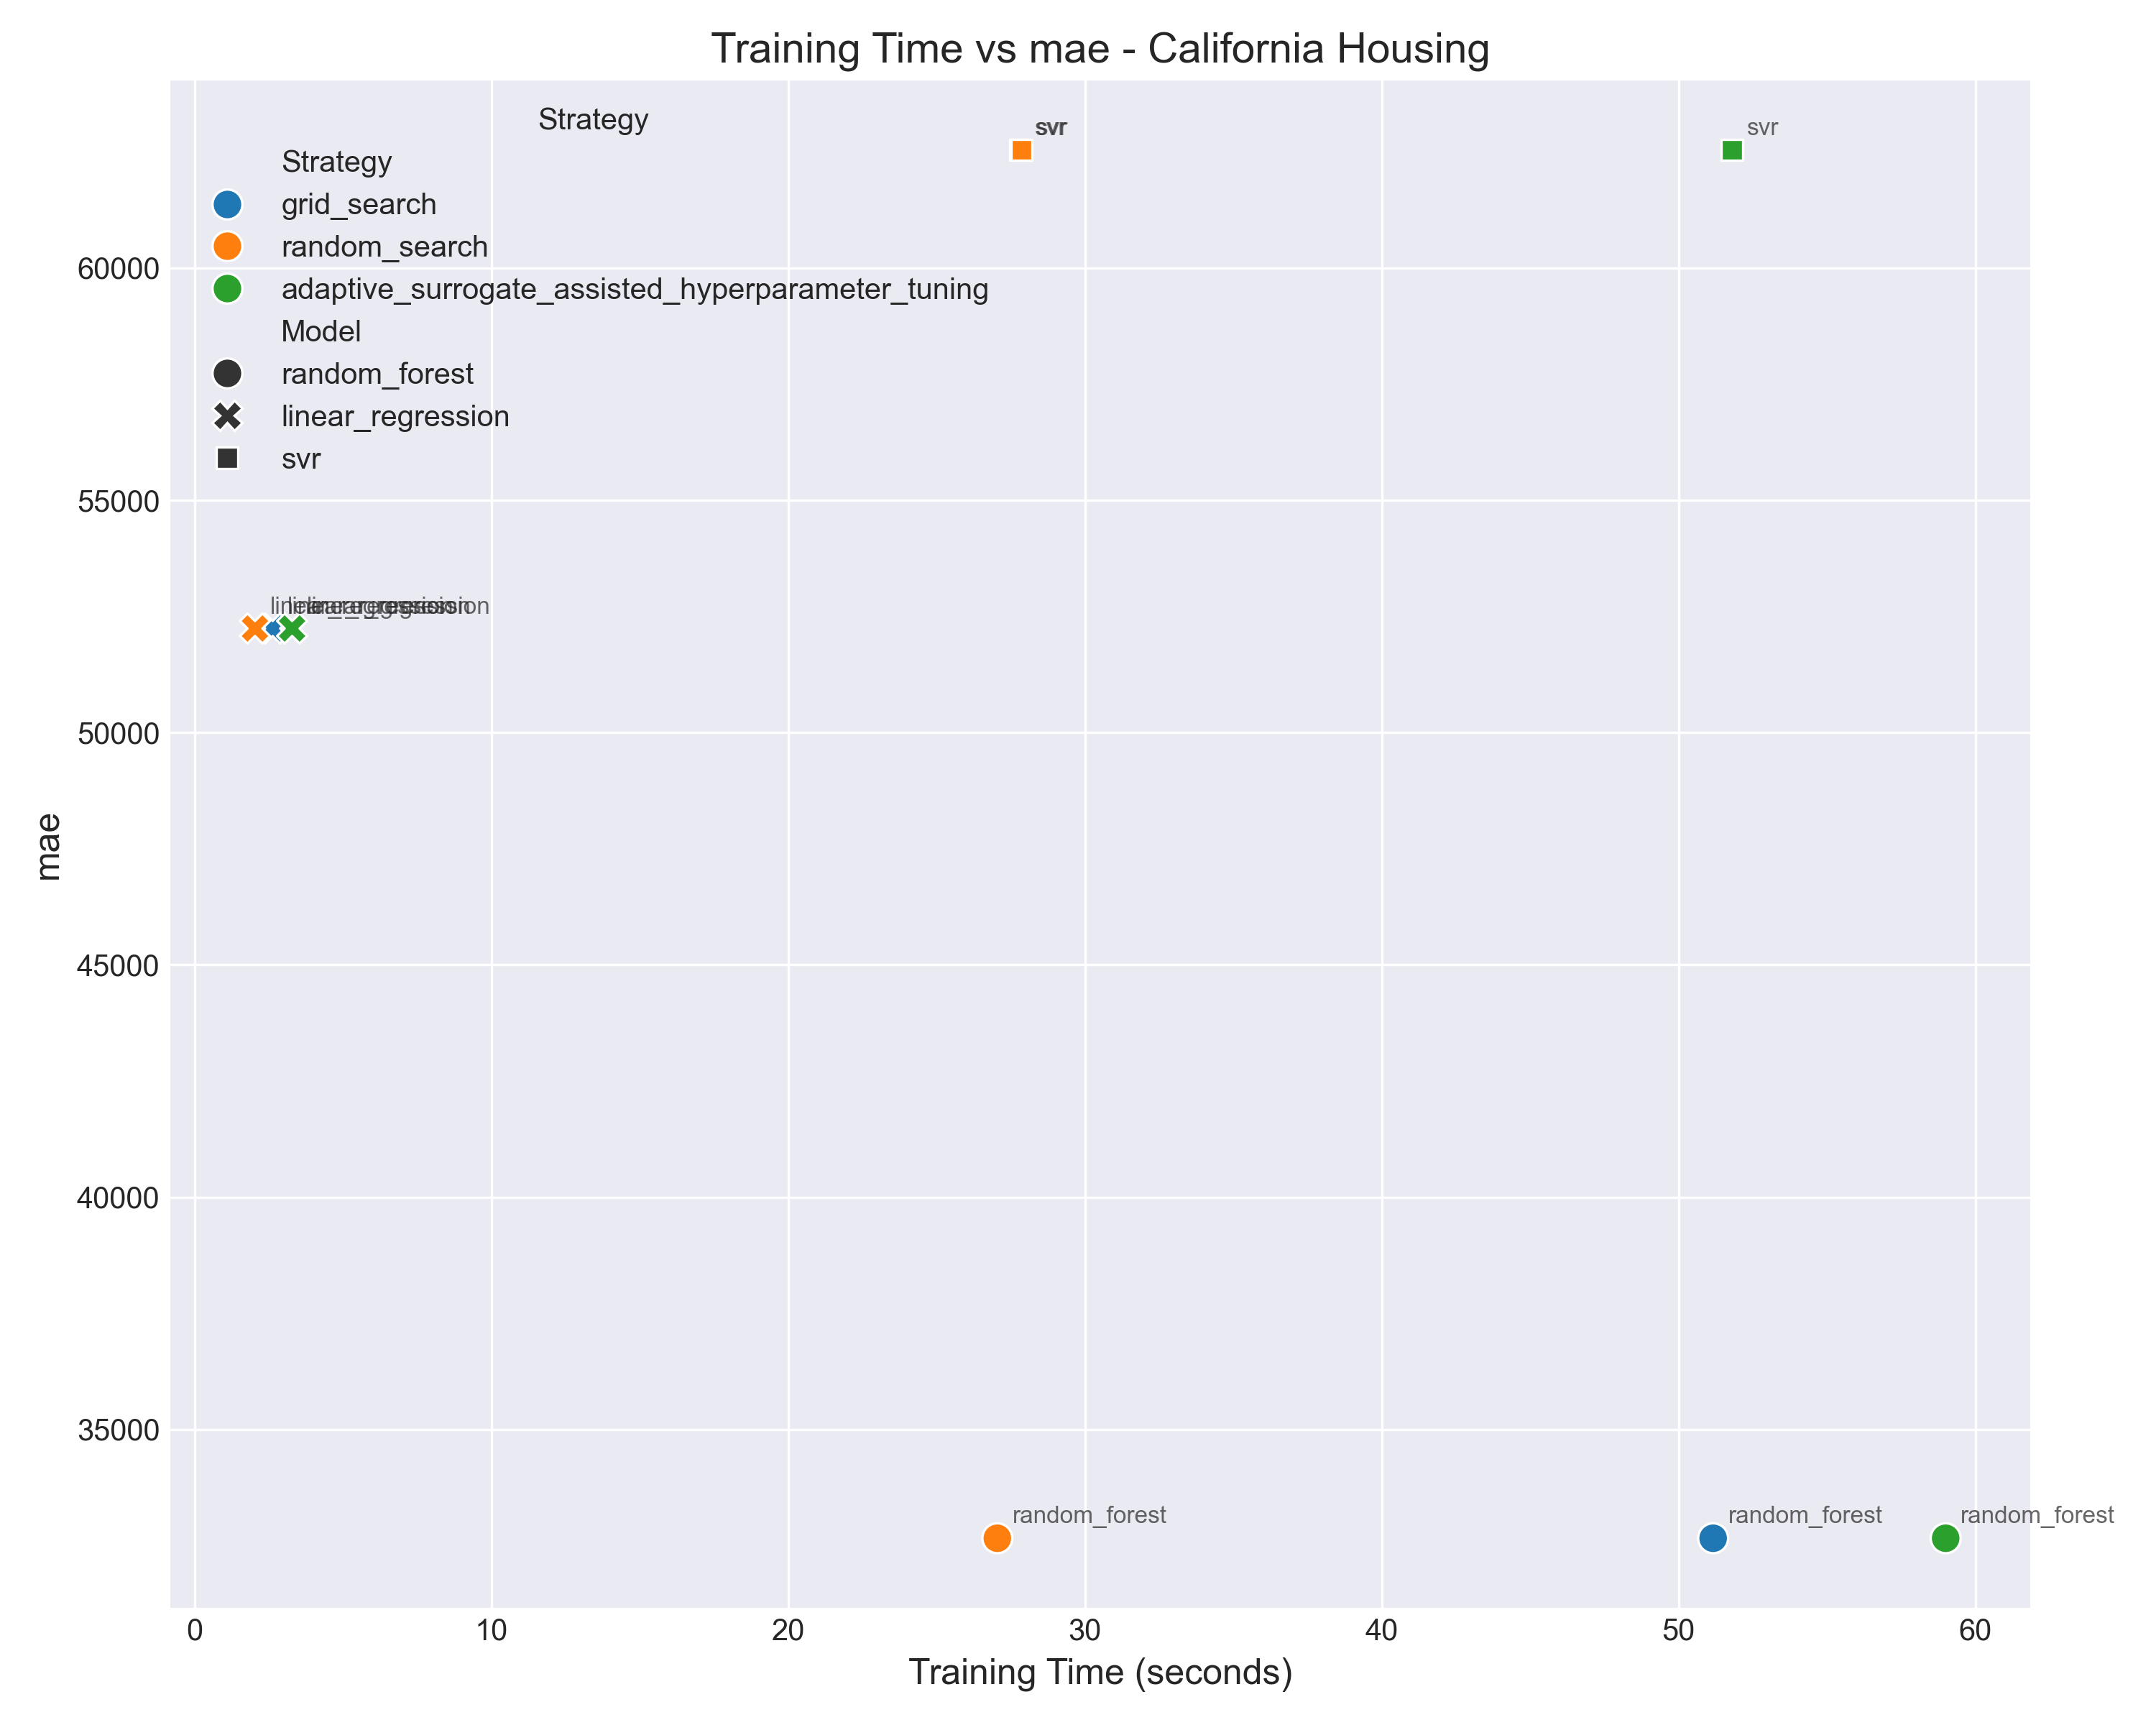 Training Time vs mae - California Housing
Strategy
Strategy
grid_search
random_search
adaptive_surrogate_assisted_hyperparameter_tuning
Model
random_forest
linear_regression
svr
svr
svr
60000
55000
50000
45000
40000
35000
mae
random_forest
random_forest
random_forest
0 10 20 30 40 50 60
Training Time (seconds)